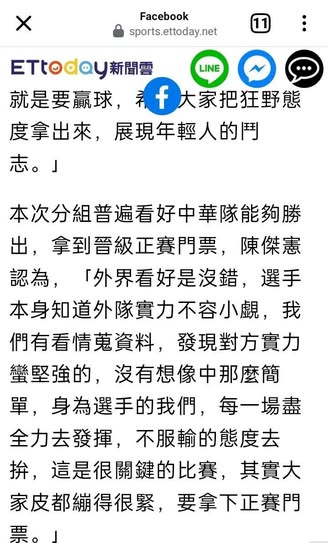 Facebook
sports.ettoday.net
11
ETtoday新聞雲
LINE
就是要贏球，希 大家把狂野態
度拿出來，展現年輕人的鬥
志。」
本次分組普遍看好中華隊能夠勝
出，拿到晉級正賽門票，陳傑憲
認為，「外界看好是沒錯，選手
本身知道外隊實力不容小覷，我
們有看情蒐資料，發現對方實力
蠻堅強的，沒有想像中那麼簡
單，身為選手的我們，每一場盡
全力去發揮，不服輸的態度去
拚，這是很關鍵的比賽，其實大
家皮都繃得很緊，要拿下正賽門
票。」